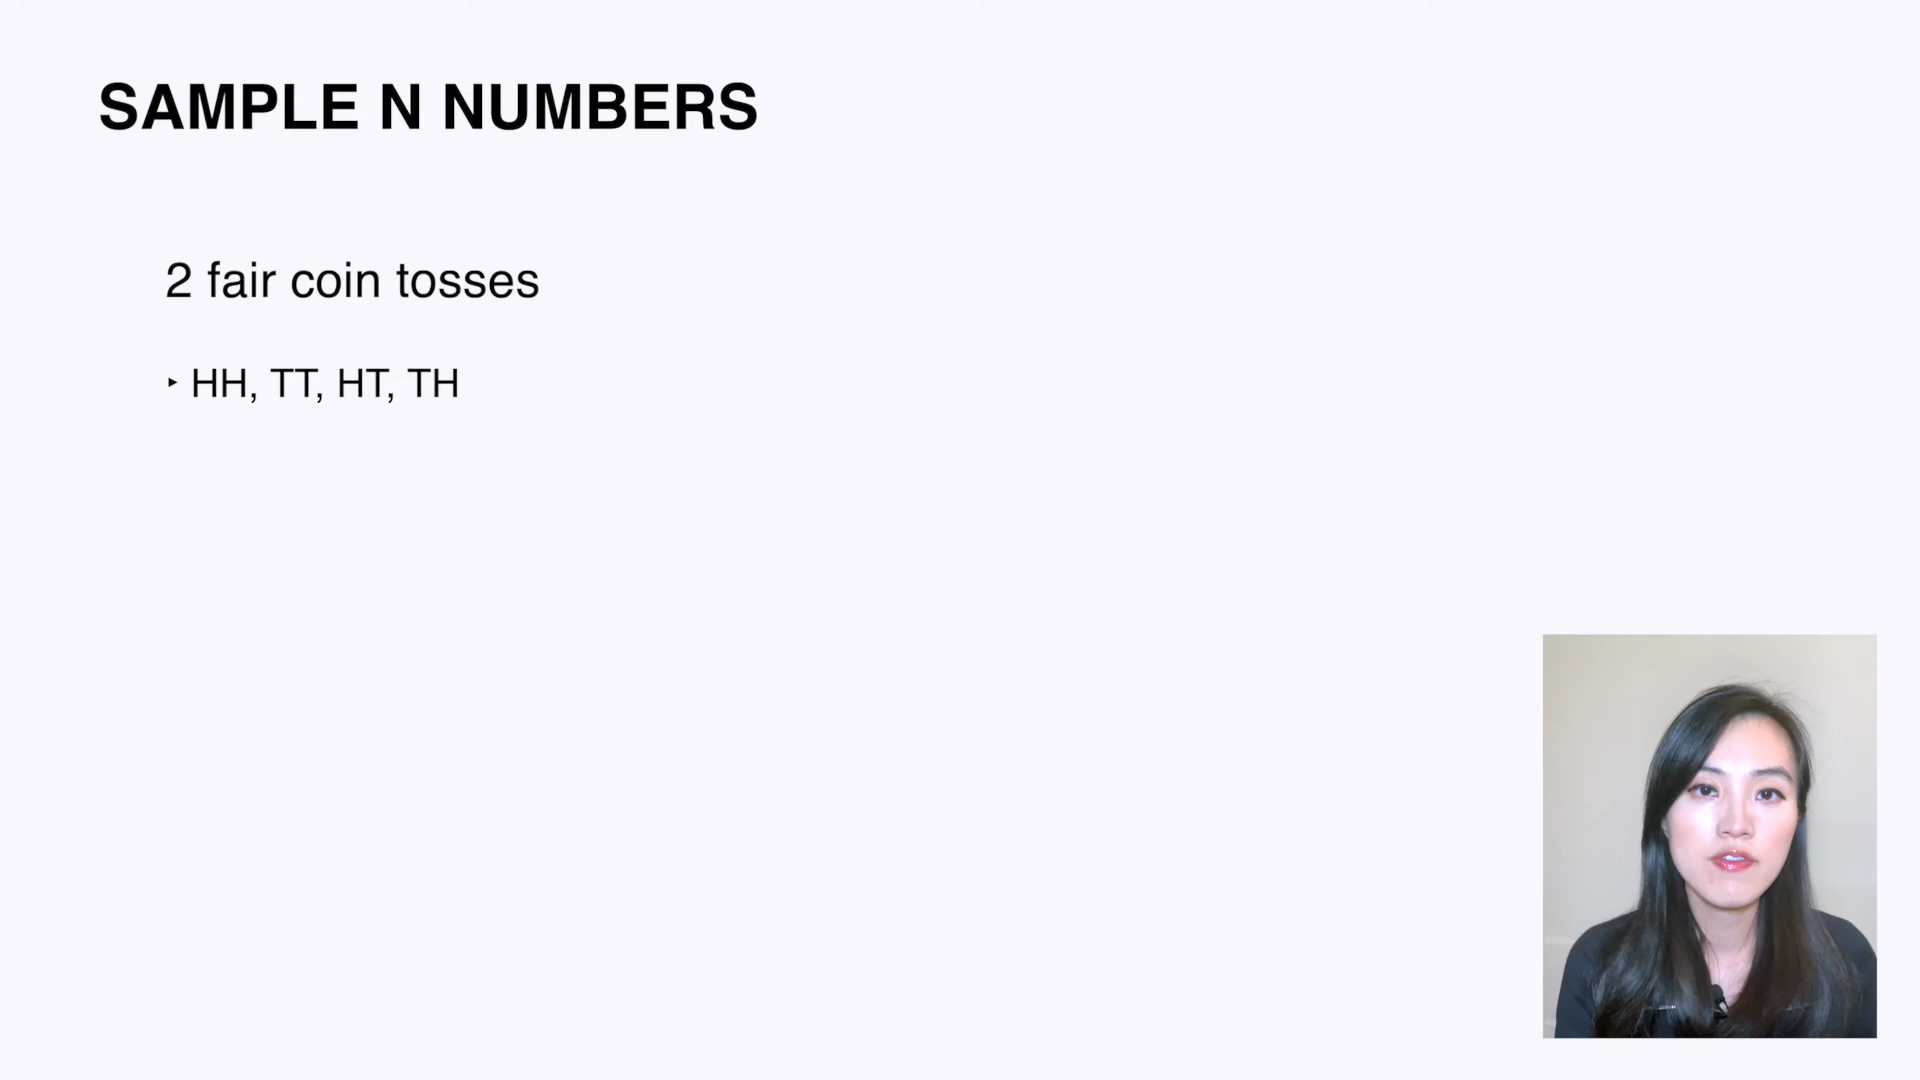 SAMPLE N NUMBERS
2 fair coin tosses
‣ HH, TT, HT, TH